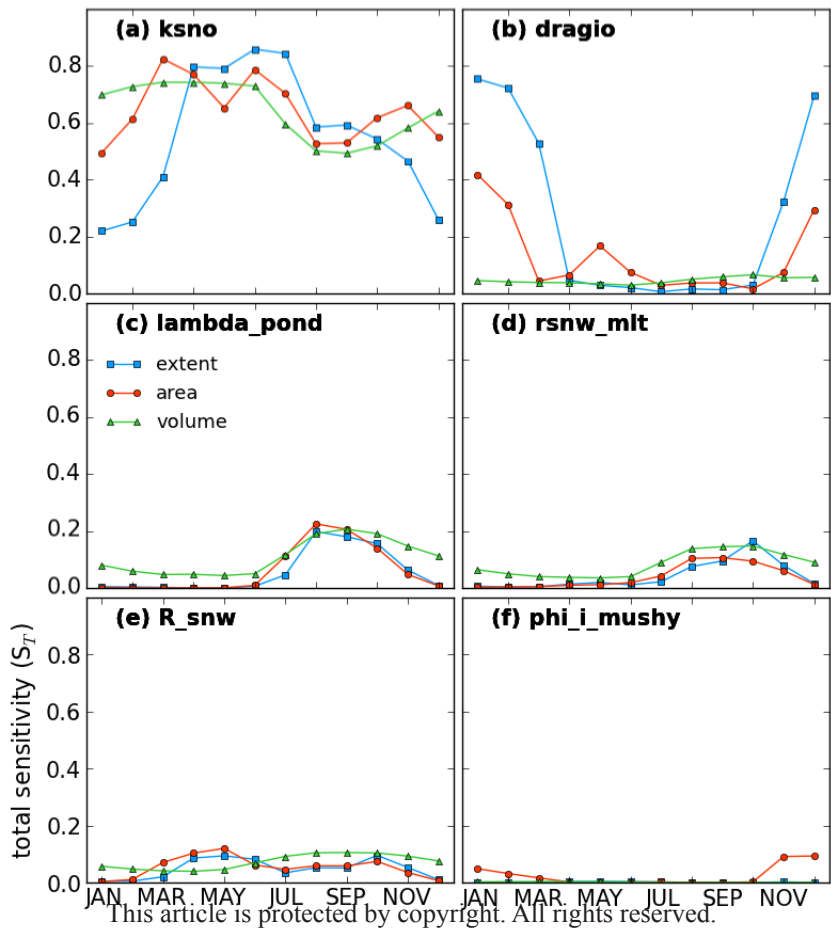 (a) ksno
(b) dragio
0.8
0.6
0.4
0.2
0.0
(c) lambda_pond
(d) rsnw_mlt
extent
area
volume
0.8
0.6
0.4
0.2
0.0
(e) R_snw
(f) phi_i_mushy
total sensitivity (S_T)
0.8
0.6
0.4
0.2
0.0
JAN MAR. MAY JUL SEP NOV JAN MAR MAY JUL SEP NOV
This article is protected by copyright. All rights reserved.